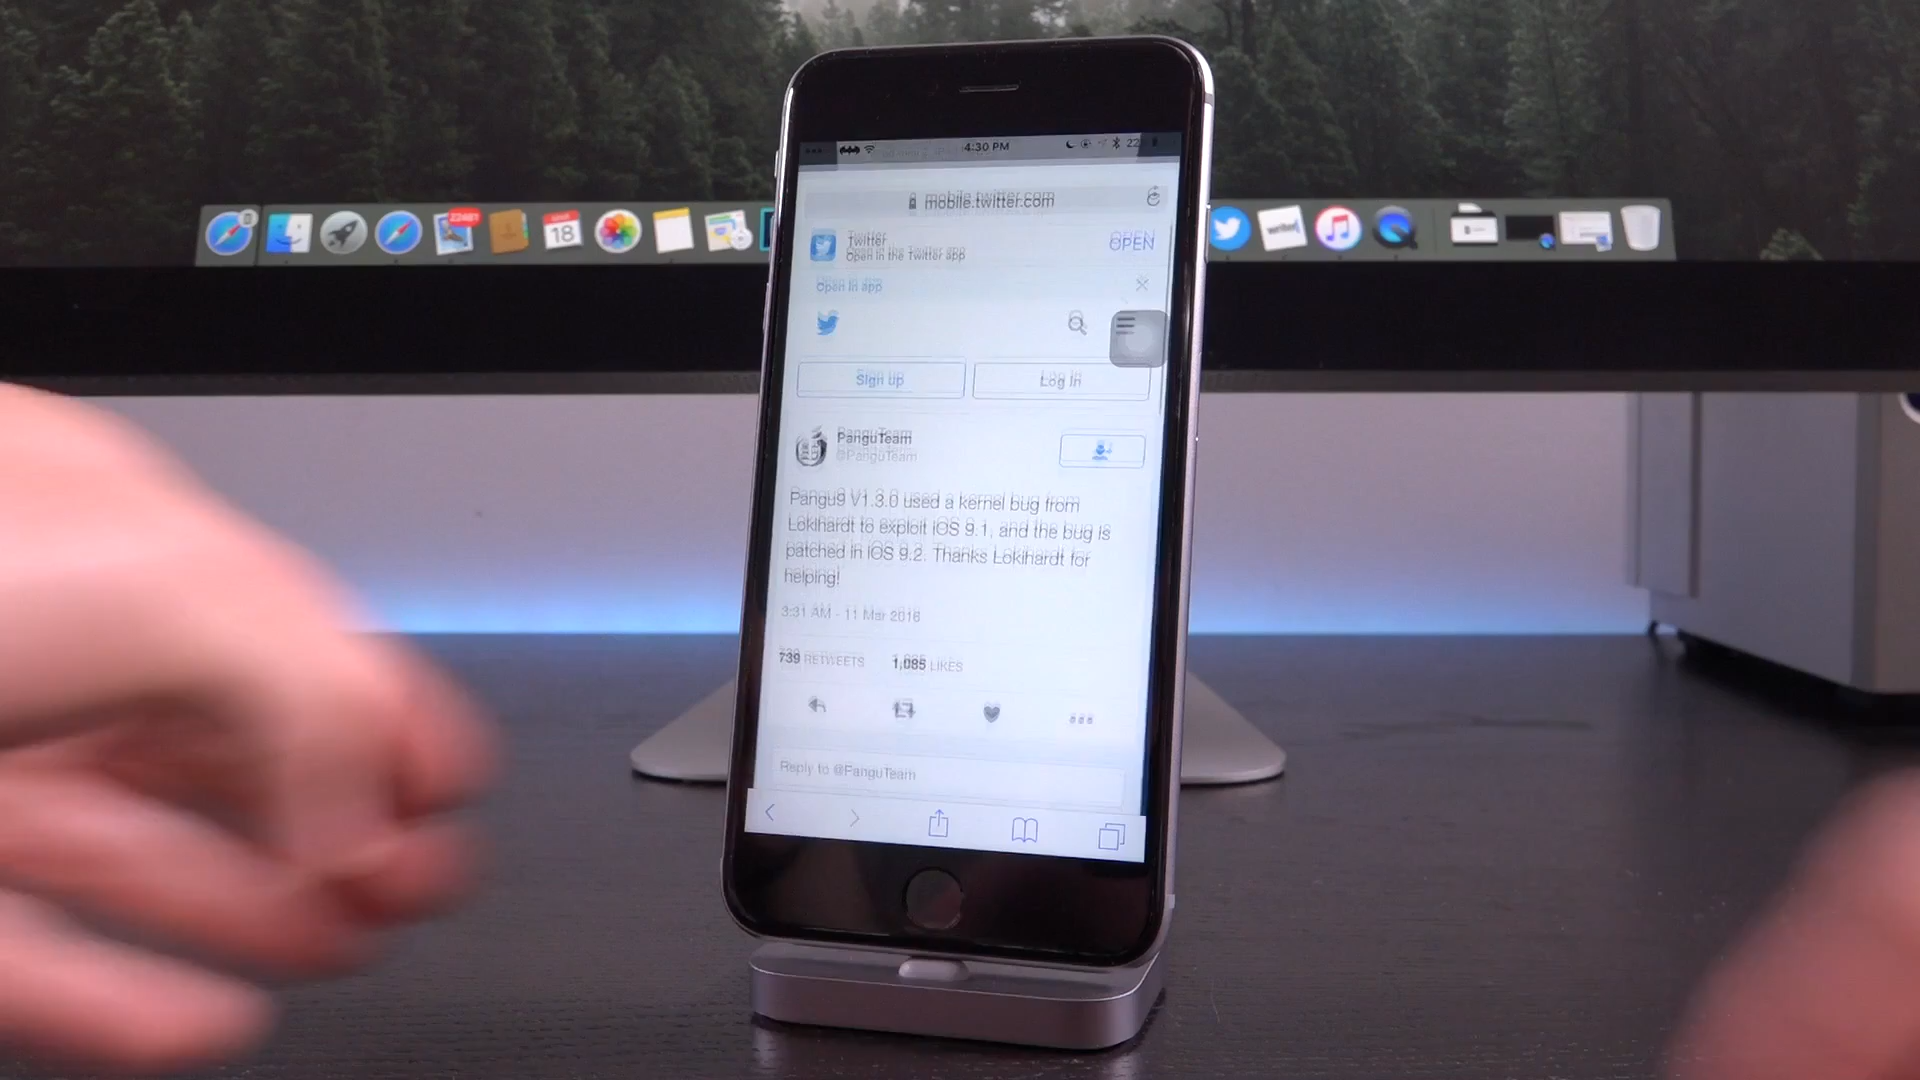 4:30 PM
22
mobile.twitter.com
22461
18
Twitter
Open in the Twitter app
OPEN
Open in app
Sign up
Log in
PanguTeam
@PanguTeam
Pangu9 V1.3.0 used a kernel bug from
Lokihardt to exploit iOS 9.1, and the bug is
patched in iOS 9.2. Thanks Lokihardt for
helping!
3:31 AM - 11 Mar 2016
739 RETWEETS 1,085 LIKES
Reply to @PanguTeam